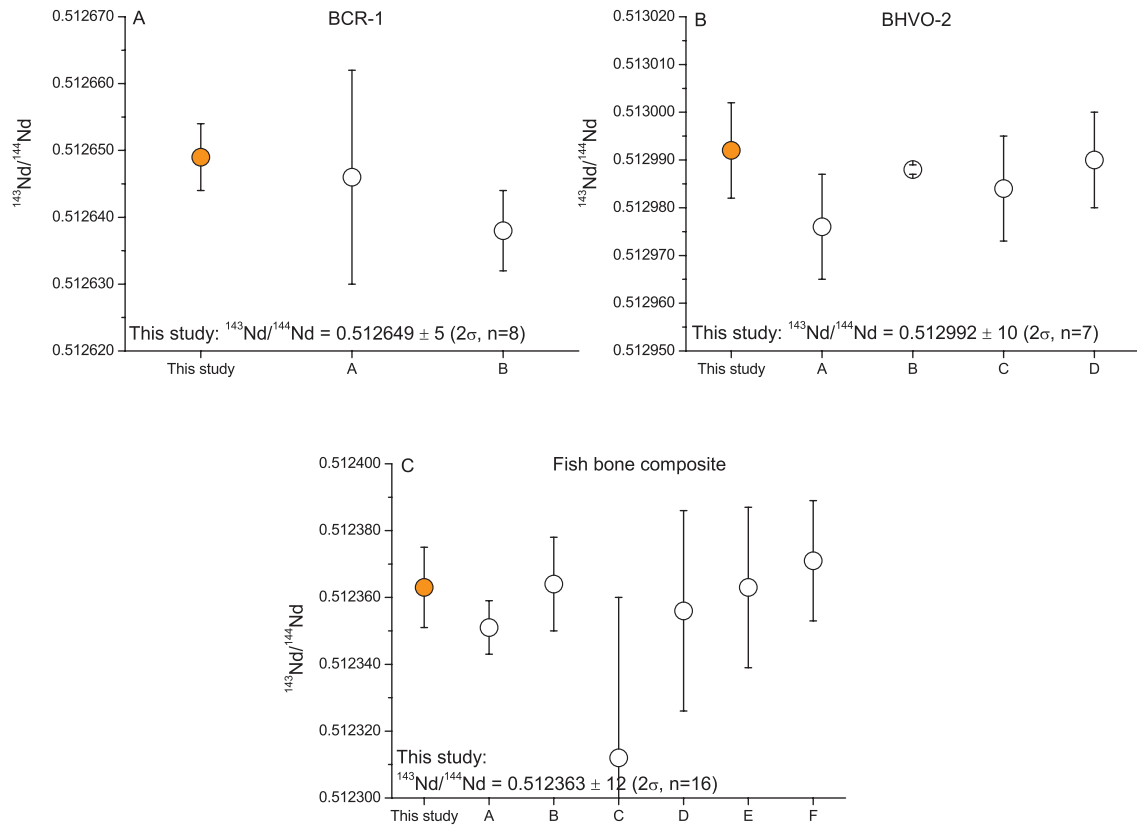 A
BCR-1
0.512670
0.512660
0.512650
0.512640
0.512630
0.512620
¹⁴³Nd/¹⁴⁴Nd
This study: ¹⁴³Nd/¹⁴⁴Nd = 0.512649 ± 5 (2σ, n=8)
This study A B
B
BHVO-2
0.513020
0.513010
0.513000
0.512990
0.512980
0.512970
0.512960
0.512950
¹⁴³Nd/¹⁴⁴Nd
This study: ¹⁴³Nd/¹⁴⁴Nd = 0.512992 ± 10 (2σ, n=7)
This study A B C D
C
Fish bone composite
0.512400
0.512380
0.512360
0.512340
0.512320
0.512300
¹⁴³Nd/¹⁴⁴Nd
This study:
¹⁴³Nd/¹⁴⁴Nd = 0.512363 ± 12 (2σ, n=16)
This study A B C D E F